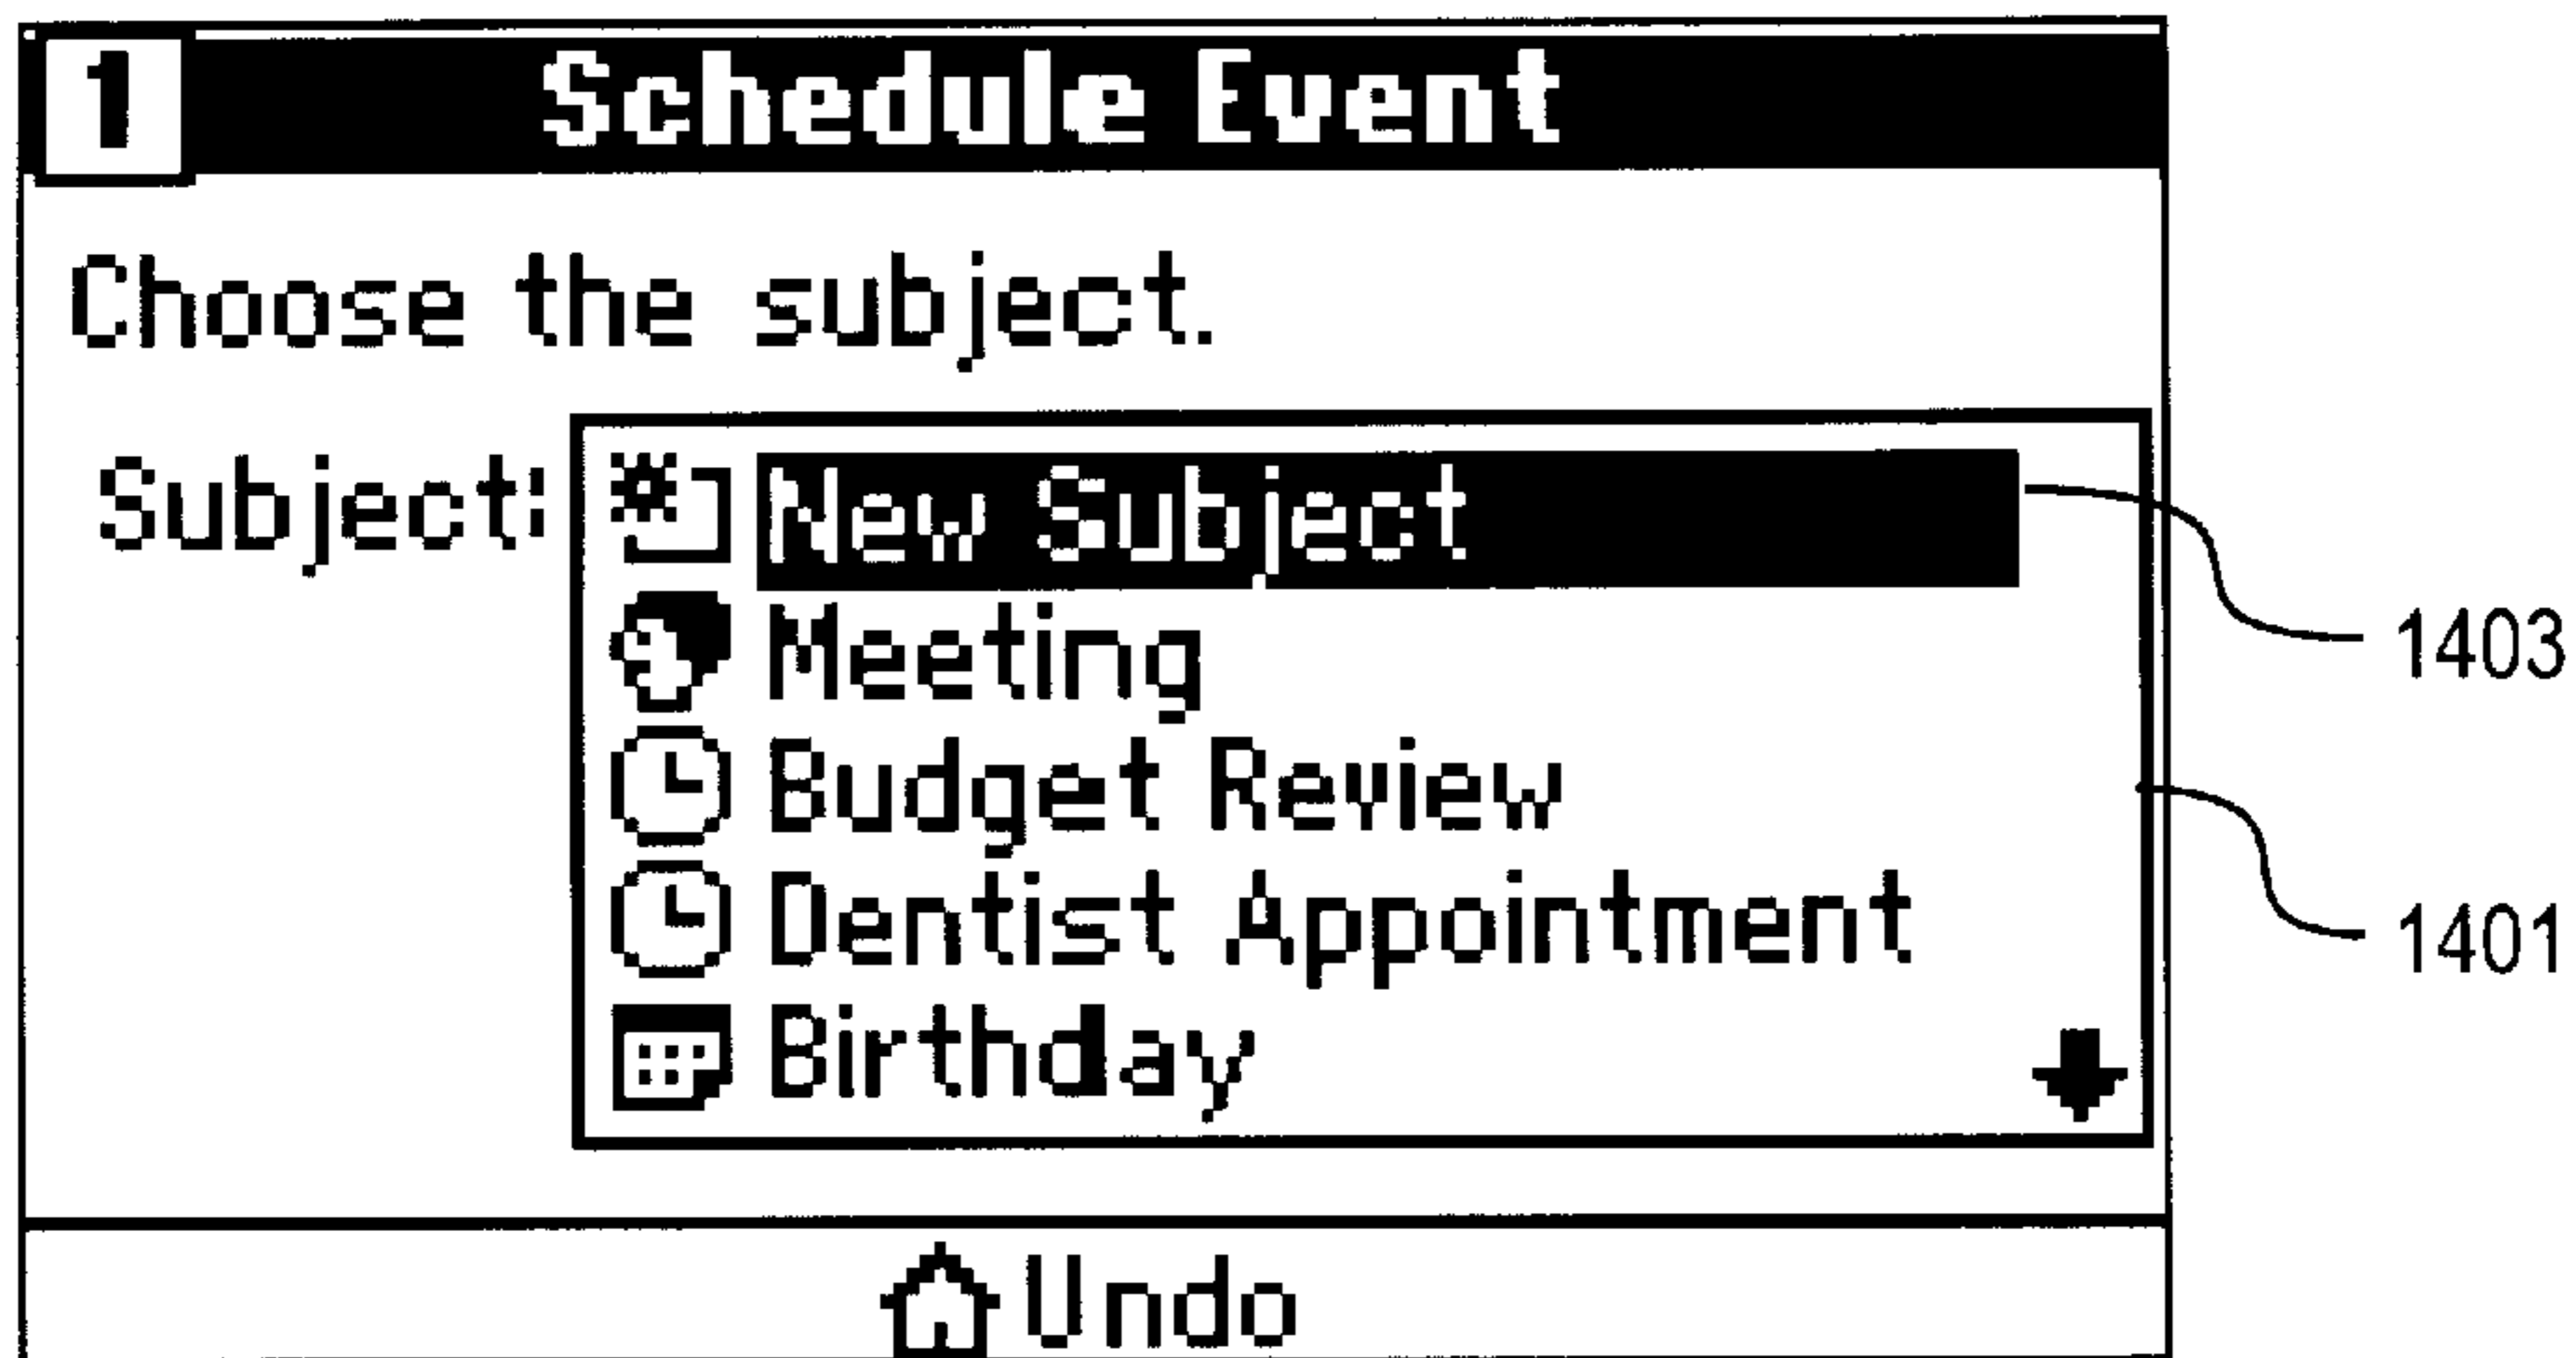 1 Schedule Event
Choose the subject.
Subject: New Subject
Meeting
1403
Budget Review
Dentist Appointment
1401
Birthday
Undo